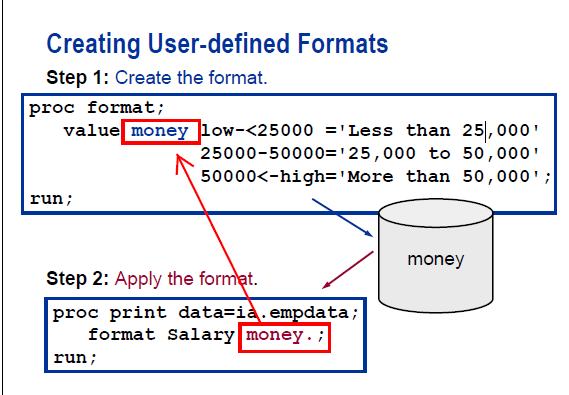 Creating User-defined Formats
Step 1: Create the format.
proc format;
value money low-<25000 ='Less than 25,000'
25000-50000='25,000 to 50,000'
50000<-high='More than 50,000';
run;
money
Step 2: Apply the format.
proc print data=ia.empdata;
format Salary money.;
run;